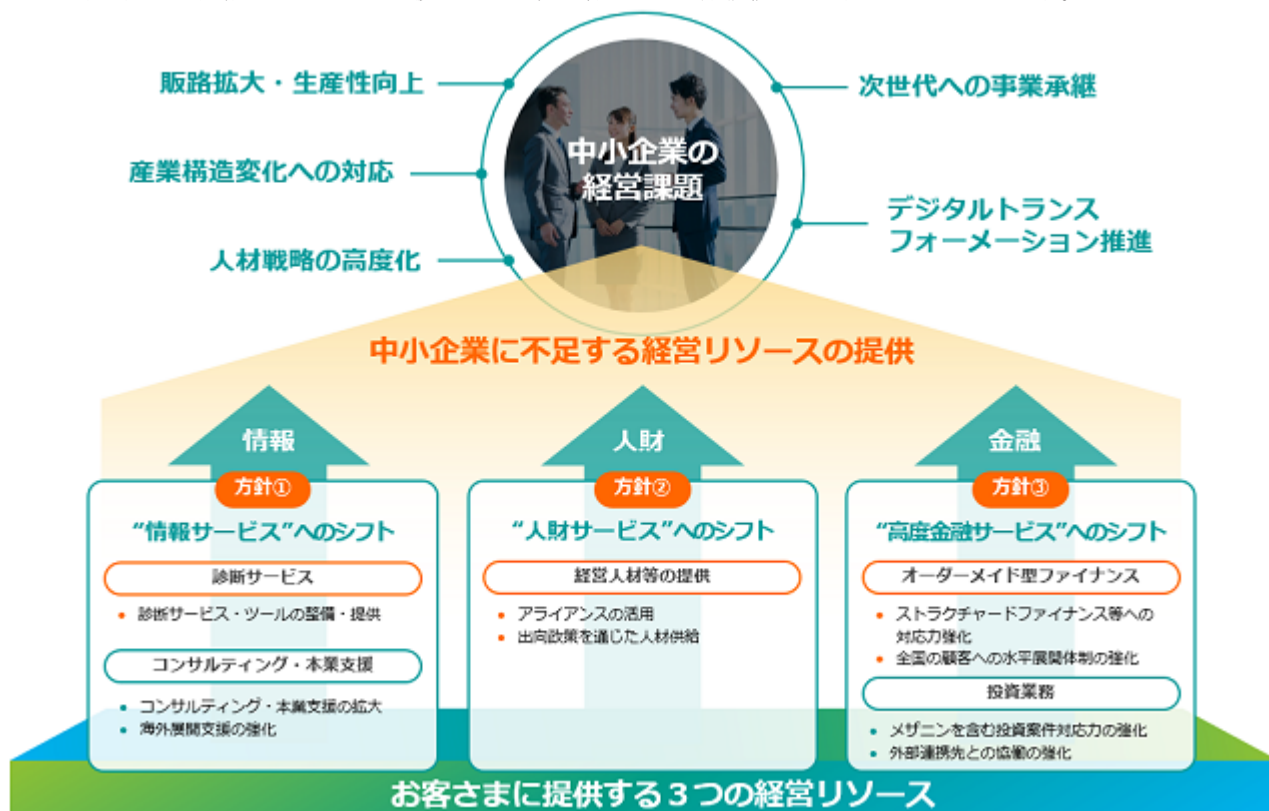 販路拡大・生産性向上
次世代への事業承継
中小企業の
経営課題
産業構造変化への対応
デジタルトランス
フォーメーション推進
人材戦略の高度化
中小企業に不足する経営リソースの提供
情報
方針①
“情報サービス”へのシフト
診断サービス
• 診断サービス・ツールの整備・提供
コンサルティング・本業支援
• コンサルティング・本業支援の拡大
• 海外展開支援の強化
人財
方針②
“人財サービス”へのシフト
経営人材等の提供
• アライアンスの活用
• 出向政策を通じた人材供給
金融
方針③
“高度金融サービス”へのシフト
オーダーメイド型ファイナンス
• ストラクチャードファイナンス等への
対応力強化
• 全国の顧客への水平展開体制の強化
投資業務
• メザニンを含む投資案件対応力の強化
• 外部連携先との協働の強化
お客さまに提供する３つの経営リソース